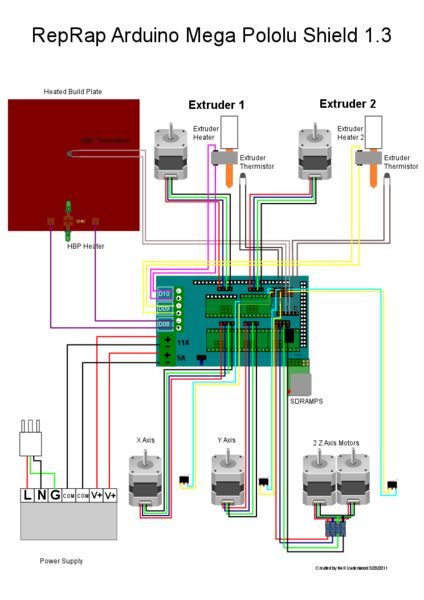 RepRap Arduino Mega Pololu Shield 1.3
Heated Build Plate
Extruder 1
Extruder 2
Extruder
Heater
Extruder
Heater 2
HBP Thermistor
Extruder
Thermistor
Extruder
Thermistor
HBP Heater
D10
D09
D08
11A
5A
SDRAMPS
X Axis
Y Axis
2 Z Axis Motors
L N G COM COM V+ V+
Power Supply
Created by Neil Underwood 5/28/2011